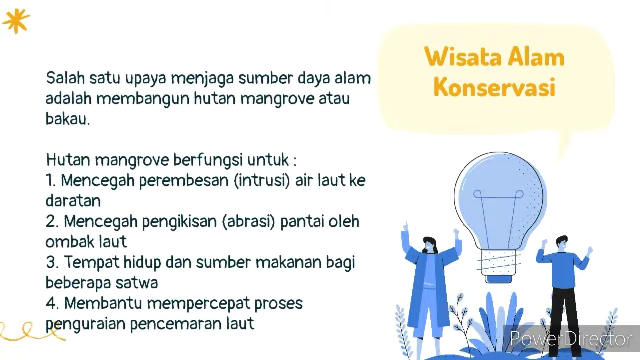 Wisata Alam
Konservasi
Salah satu upaya menjaga sumber daya alam
adalah membangun hutan mangrove atau
bakau.
Hutan mangrove berfungsi untuk :
1. Mencegah perembesan (intrusi) air laut ke
daratan
2. Mencegah pengikisan (abrasi) pantai oleh
ombak laut
3. Tempat hidup dan sumber makanan bagi
beberapa satwa
4. Membantu mempercepat proses
penguraian pencemaran laut
PowerDirector